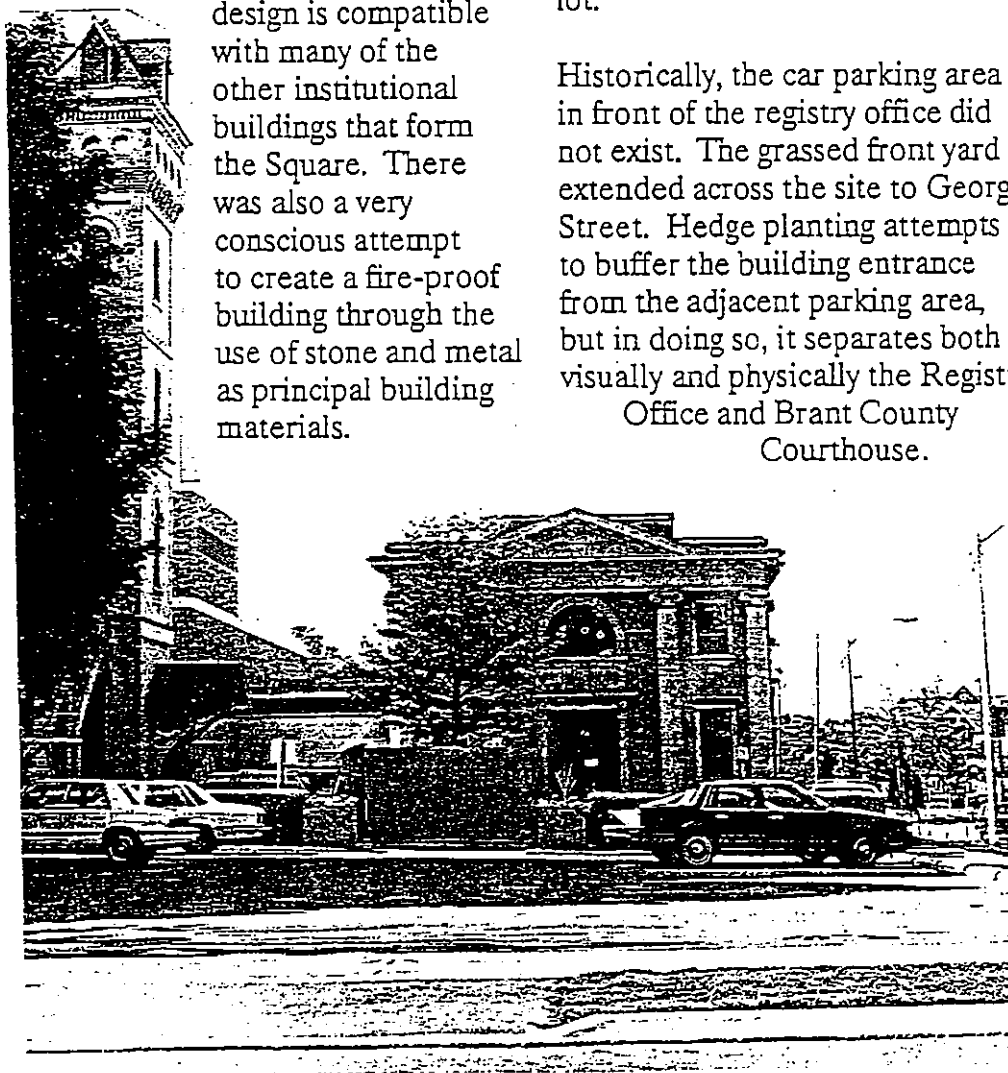 design is compatible
with many of the
other institutional
buildings that form
the Square. There
was also a very
conscious attempt
to create a fire-proof
building through the
use of stone and metal
as principal building
materials.
lot.
Historically, the car parking area
in front of the registry office did
not exist. The grassed front yard
extended across the site to Georg
Street. Hedge planting attempts
to buffer the building entrance
from the adjacent parking area,
but in doing so, it separates both
visually and physically the Regist
Office and Brant County
Courthouse.